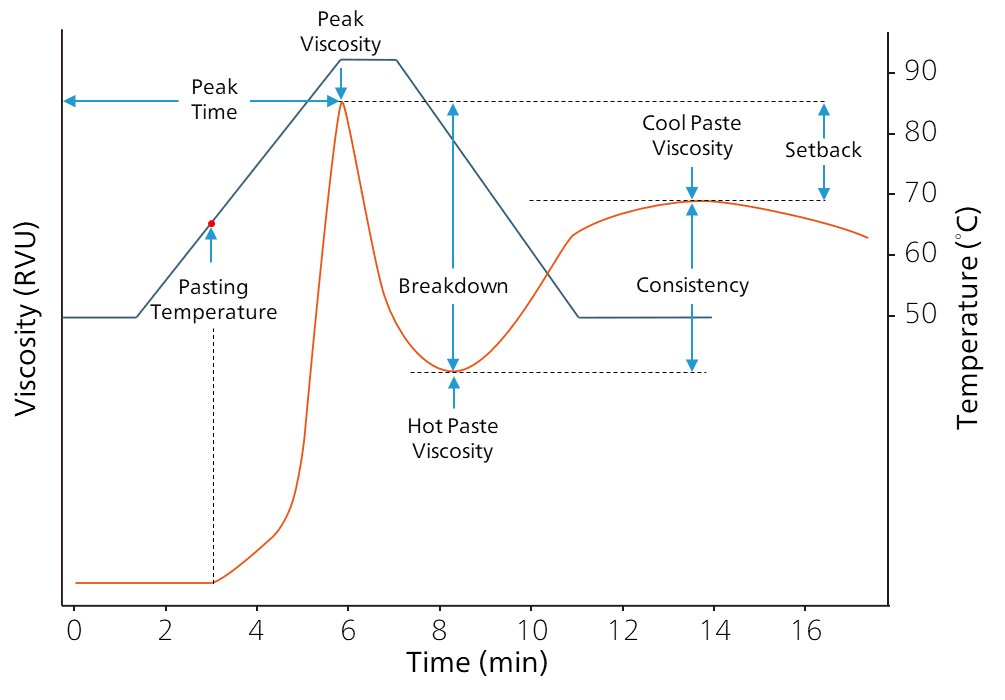 Peak
Viscosity
Peak
Time
Cool Paste
Viscosity
Setback
Pasting
Temperature
Breakdown
Consistency
Hot Paste
Viscosity
Viscosity (RVU)
90
80
70
60
50
Temperature (°C)
0 2 4 6 8 10 12 14 16
Time (min)